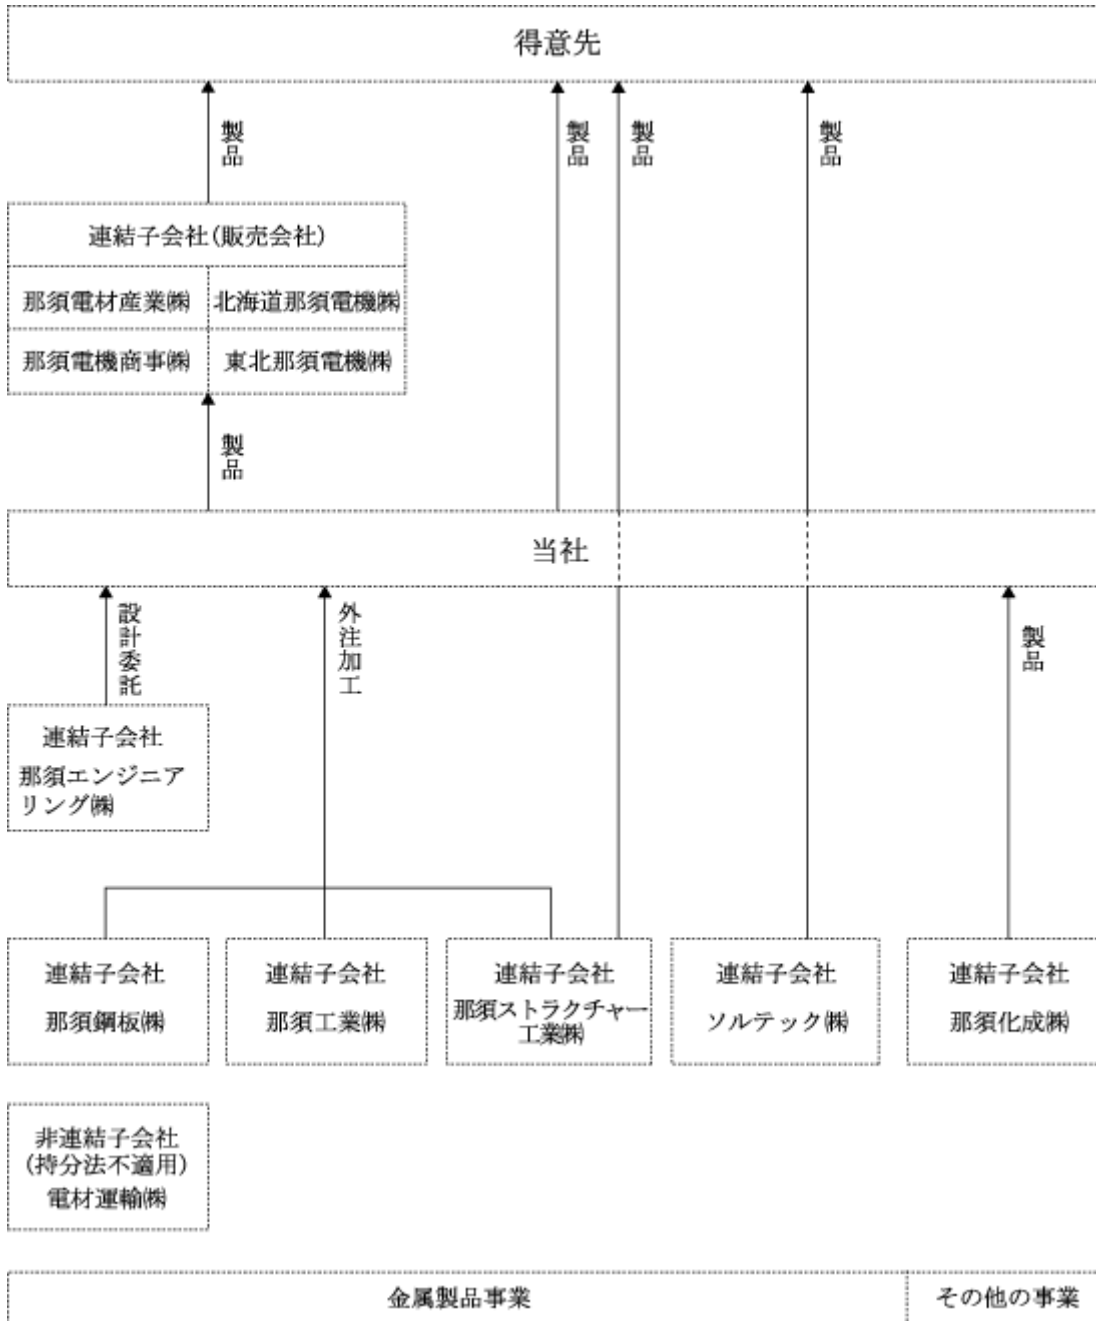 得意先
製品
製品
製品
製品
連結子会社(販売会社)
那須電材産業㈱
北海道那須電機㈱
那須電機商事㈱
東北那須電機㈱
製品
当社
設計委託
外注加工
製品
連結子会社
那須エンジニア
リング㈱
連結子会社
那須鋼板㈱
連結子会社
那須工業㈱
連結子会社
那須ストラクチャー
工業㈱
連結子会社
ソルテック㈱
連結子会社
那須化成㈱
非連結子会社
(持分法不適用)
電材運輸㈱
金属製品事業
その他の事業